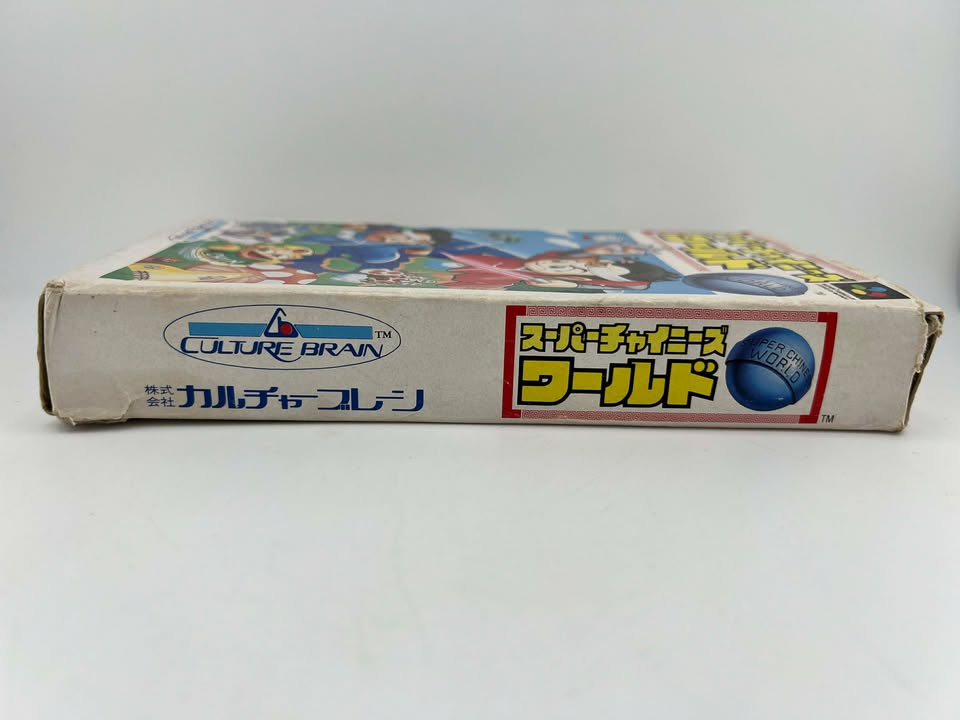 CULTURE BRAIN TM
株式会社 カルチャーブレーン
スーパーチャイニーズ
ワールド
SUPER CHINESE
WORLD
TM